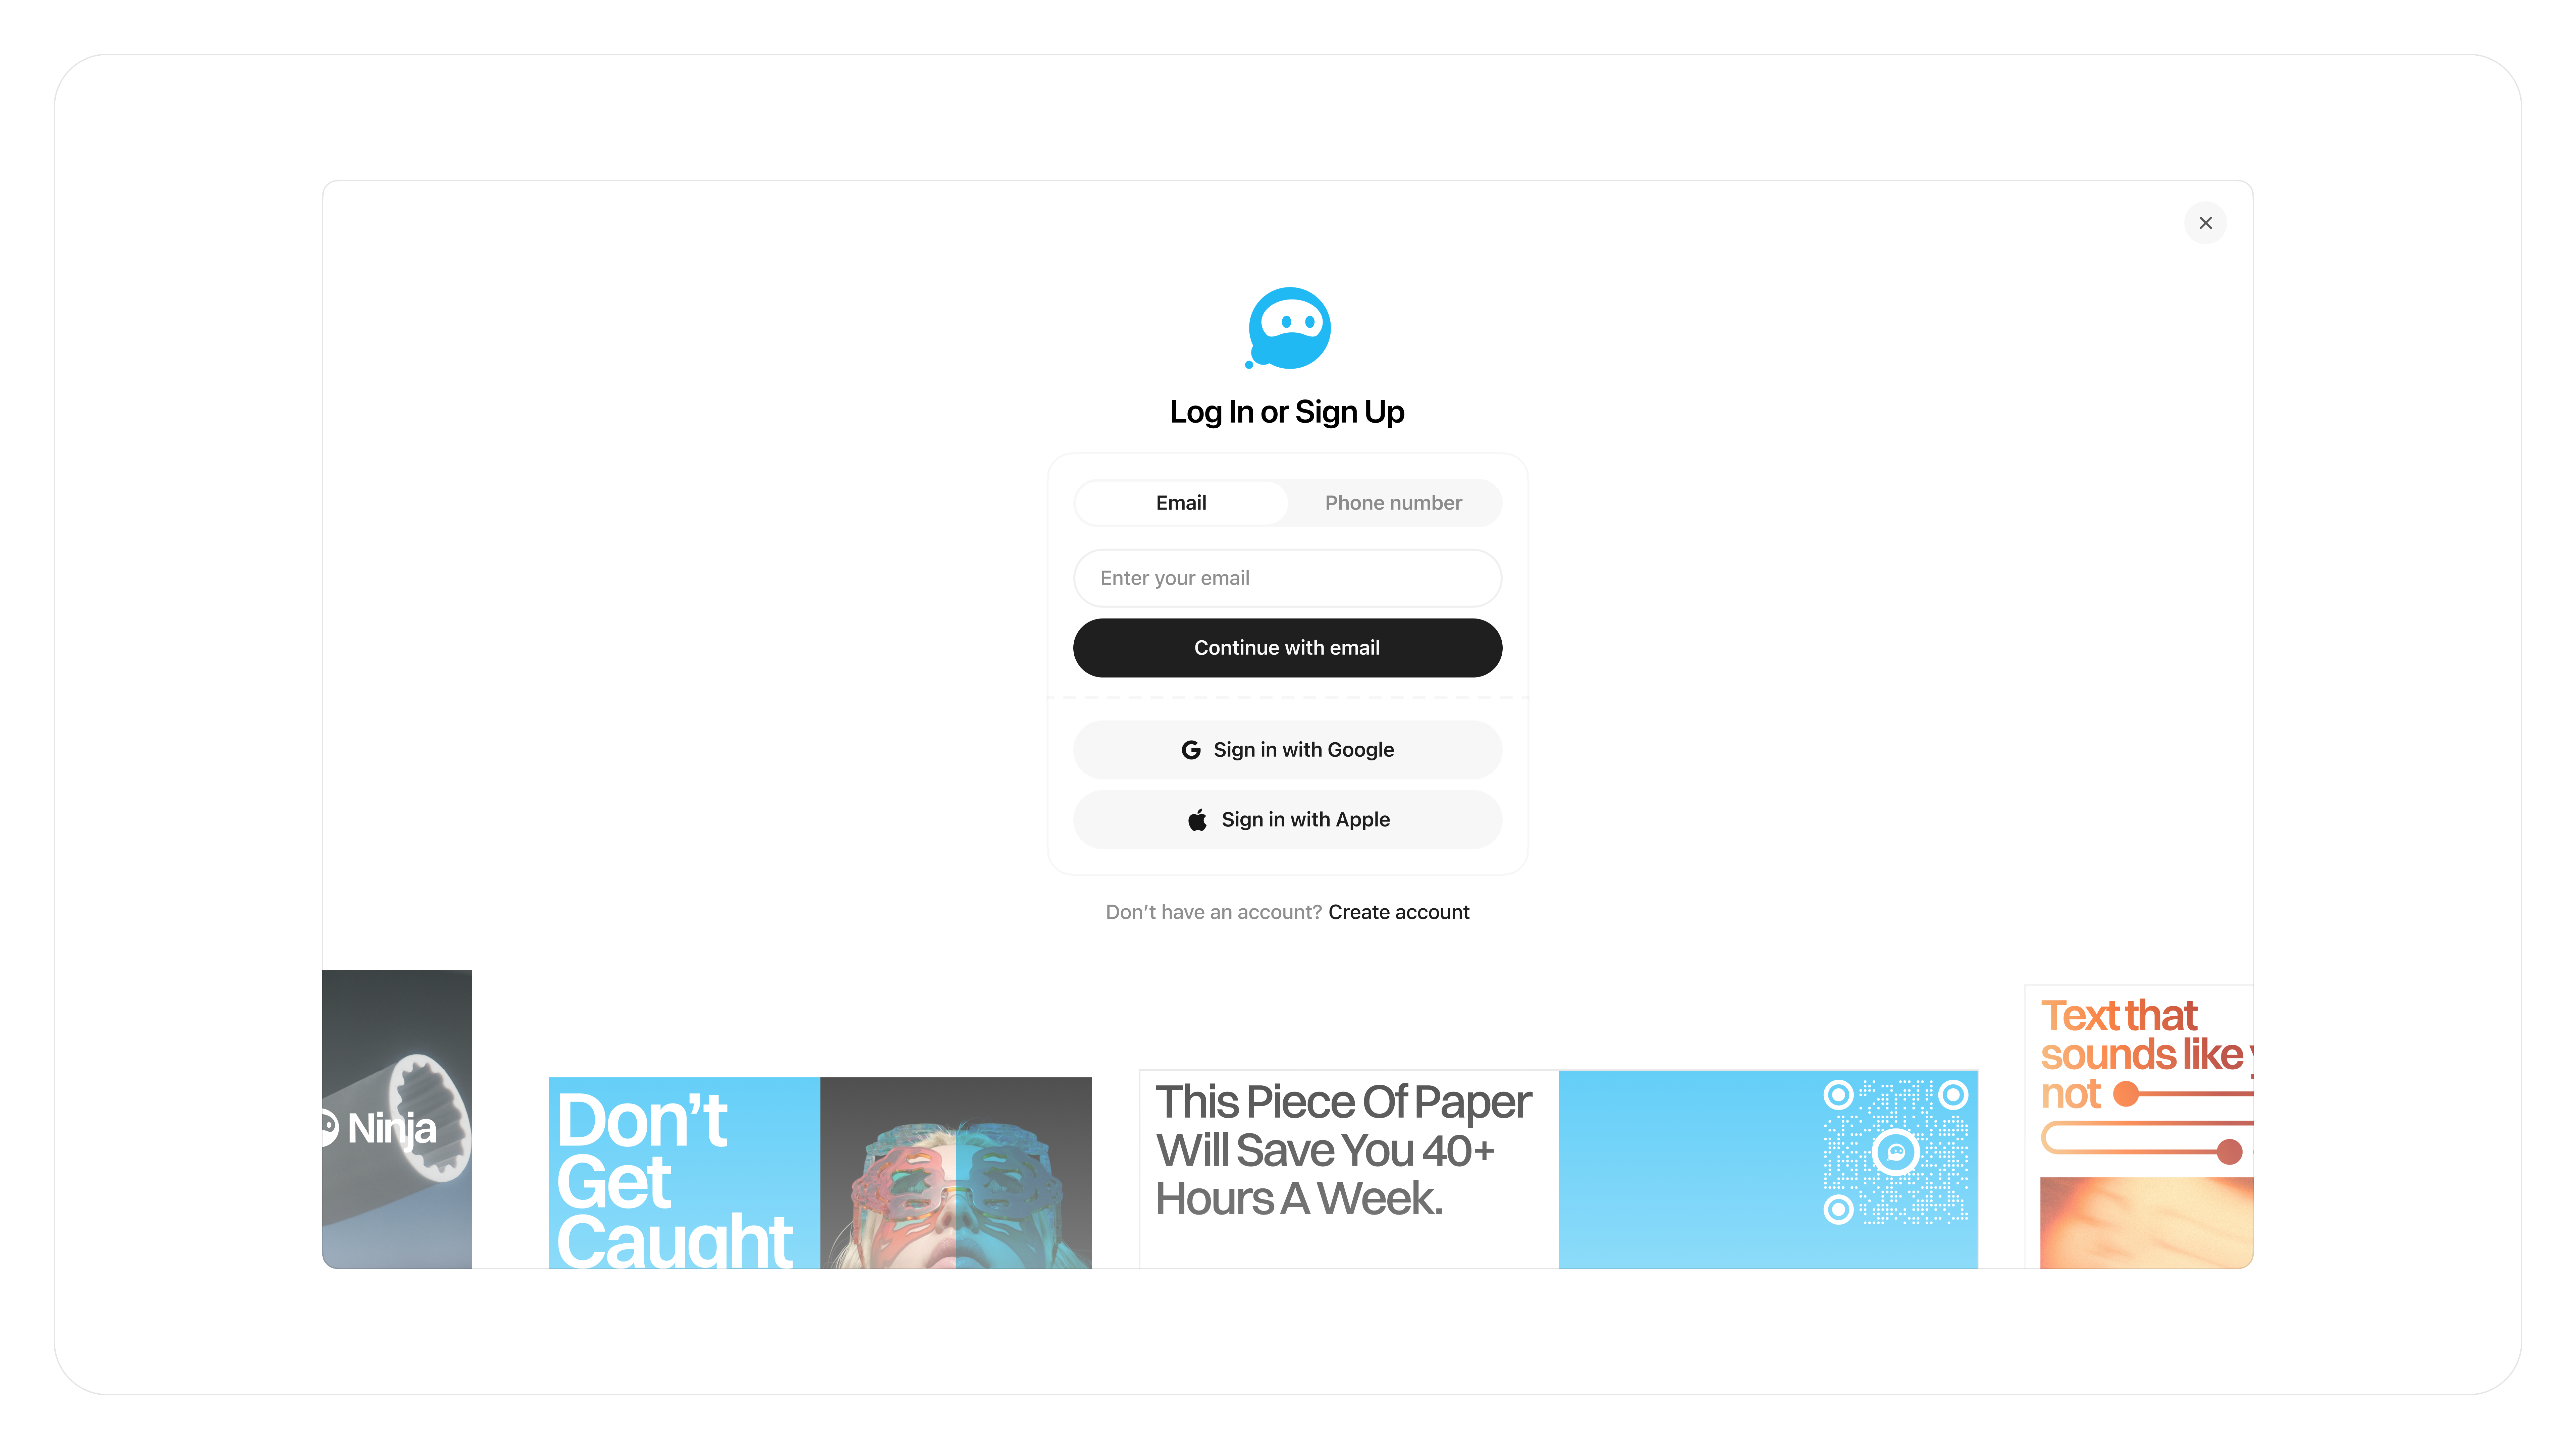 Log In or Sign Up
Email
Phone number
Enter your email
Continue with email
Sign in with Google
Sign in with Apple
Don’t have an account? Create account
Ninja
Don’t
Get
Caught
This Piece Of Paper
Will Save You 40+
Hours A Week.
Text that
sounds like
not